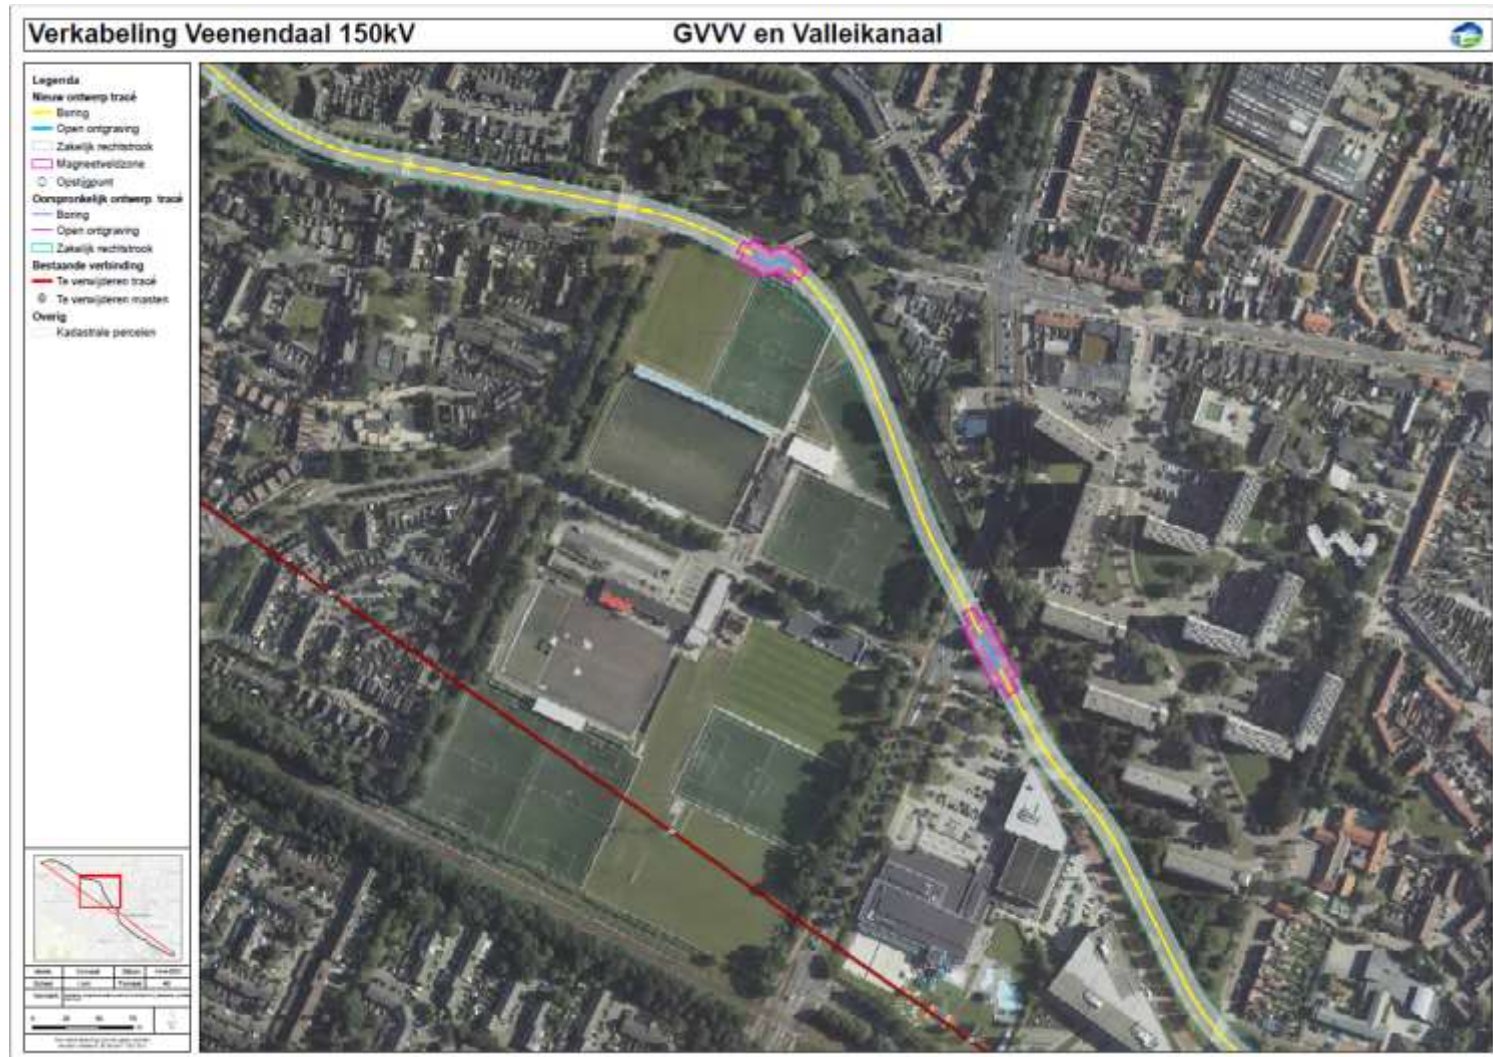 Verkabeling Veenendaal 150kV
GVVV en Valleikanaal
Legenda
Nieuw ontwerp tracé
Boring
Open ontgraving
Zakelijk rechtstrook
Magneetveldzone
Opstijgpunt
Oorspronkelijk ontwerp tracé
Boring
Open ontgraving
Zakelijk rechtstrook
Bestaande verbinding
Te verwijderen tracé
Te verwijderen masten
Overig
Kadastrale percelen